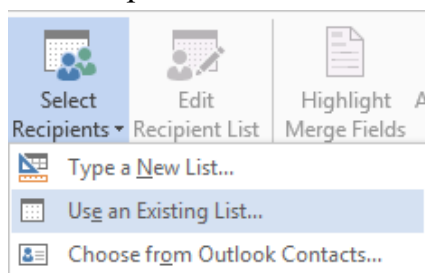 Select Edit Highlight A
Recipients Recipient List Merge Fields
Type a New List...
Use an Existing List...
Choose from Outlook Contacts...